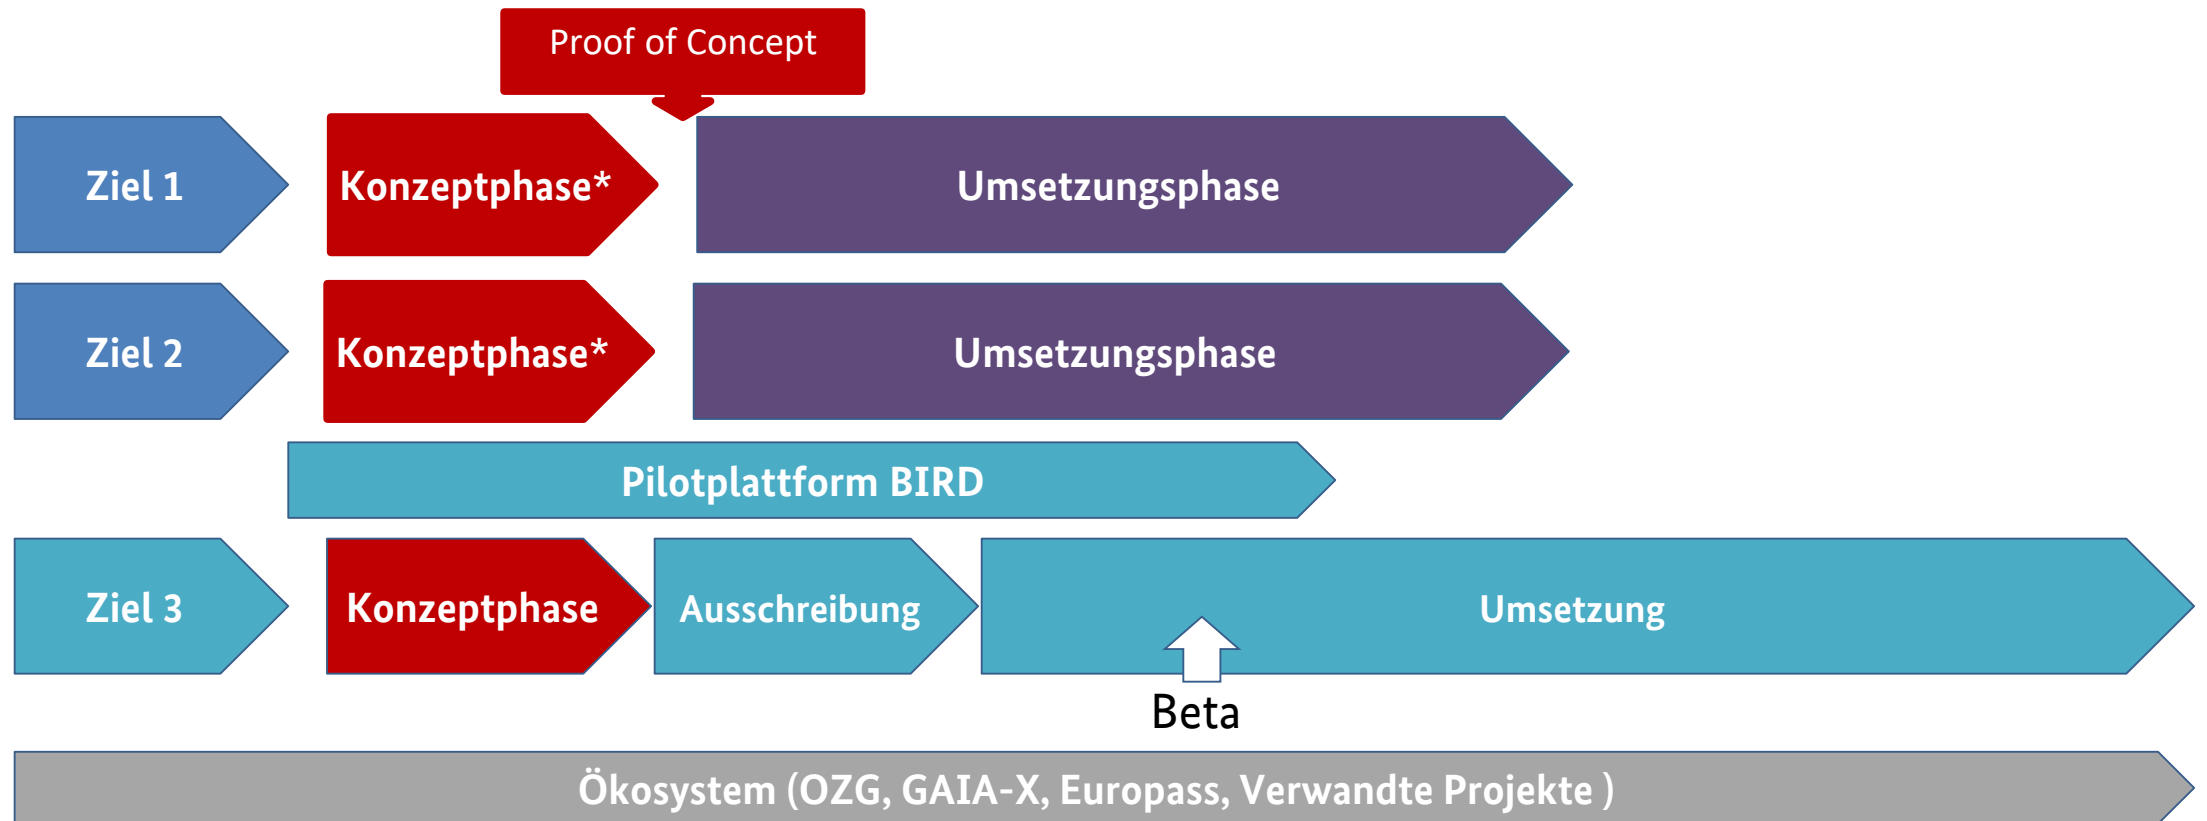 Proof of Concept
Ziel 1
Konzeptphase*
Umsetzungsphase
Ziel 2
Konzeptphase*
Umsetzungsphase
Pilotplattform BIRD
Ziel 3
Konzeptphase
Ausschreibung
Umsetzung
Beta
Ökosystem (OZG, GAIA-X, Europass, Verwandte Projekte )